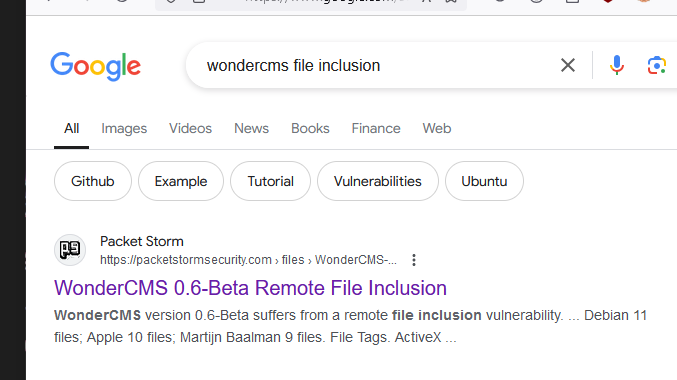 Google
wondercms file inclusion
All Images Videos News Books Finance Web
Github Example Tutorial Vulnerabilities Ubuntu
Packet Storm
https://packetstormsecurity.com › files › WonderCMS-...
WonderCMS 0.6-Beta Remote File Inclusion
WonderCMS version 0.6-Beta suffers from a remote file inclusion vulnerability. ... Debian 11
files; Apple 10 files; Martijn Baalman 9 files. File Tags. ActiveX ...